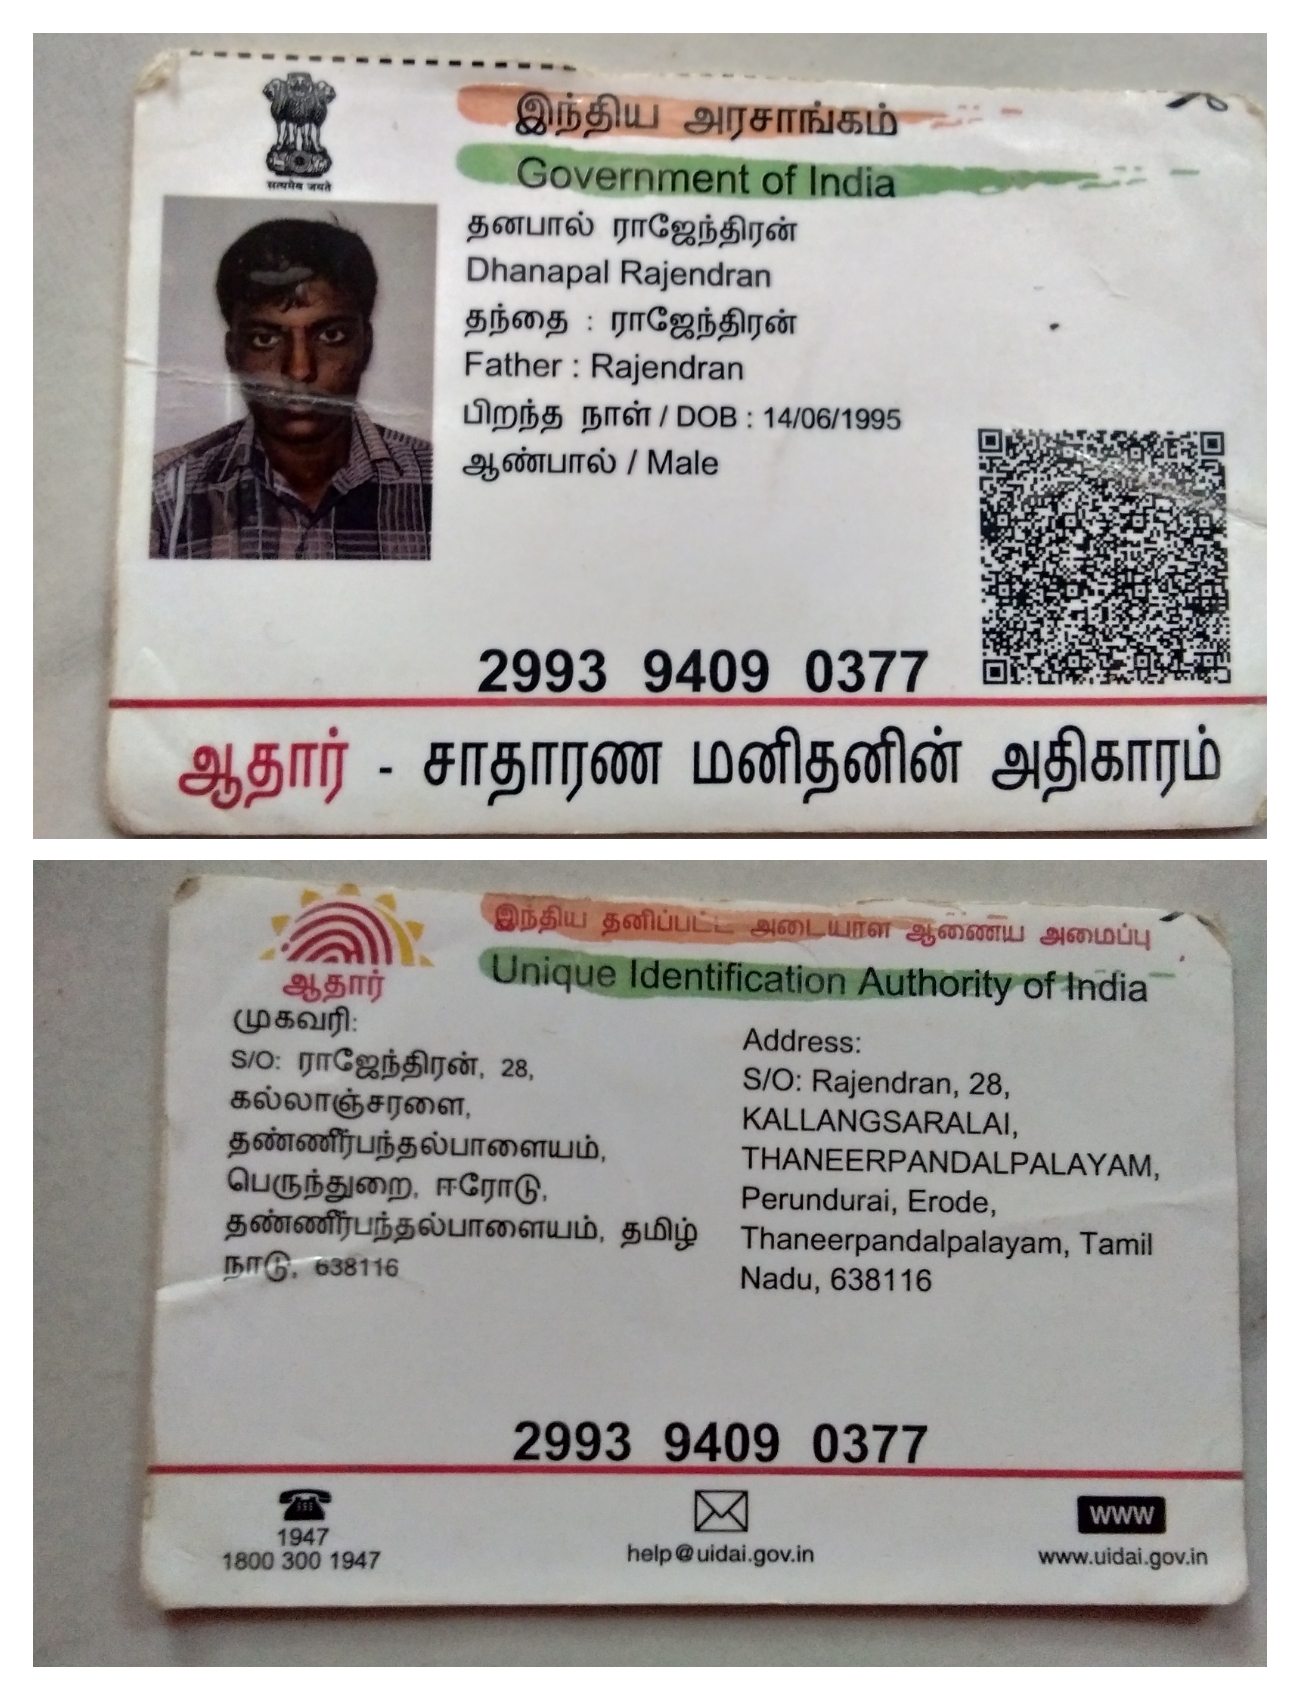 सत्यमेव जयते
இந்திய அரசாங்கம்
Government of India
தனபால் ராஜேந்திரன்
Dhanapal Rajendran
தந்தை : ராஜேந்திரன்
Father : Rajendran
பிறந்த நாள் / DOB : 14/06/1995
ஆண்பால் / Male
2993 9409 0377
ஆதார் - சாதாரண மனிதனின் அதிகாரம்
இந்திய தனிப்பட்ட அடையாள ஆணைய அமைப்பு
Unique Identification Authority of India
ஆதார்
முகவரி:
S/O: ராஜேந்திரன், 28,
கல்லாஞ்சரளை,
தண்ணீர்பந்தல்பாளையம்,
பெருந்துறை, ஈரோடு,
தண்ணீர்பந்தல்பாளையம், தமிழ்
நாடு, 638116
Address:
S/O: Rajendran, 28,
KALLANGSARALAI,
THANEERPANDALPALAYAM,
Perundurai, Erode,
Thaneerpandalpalayam, Tamil
Nadu, 638116
2993 9409 0377
1947
1800 300 1947
help@uidai.gov.in
WWW
www.uidai.gov.in